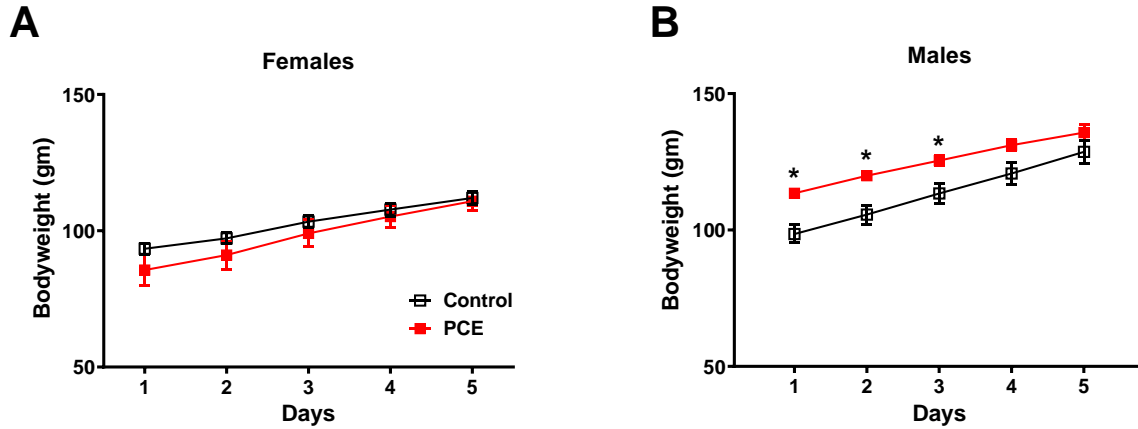 A
Females
Bodyweight (gm)
150
100
50
Control
PCE
1 2 3 4 5
Days
B
Males
Bodyweight (gm)
150
100
50
* * *
1 2 3 4 5
Days